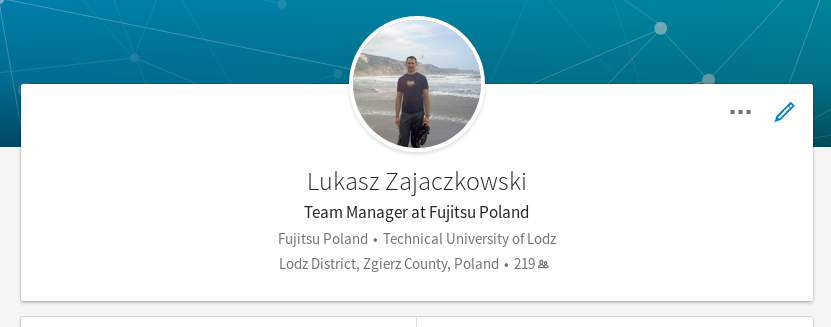 Lukasz Zajaczkowski
Team Manager at Fujitsu Poland
Fujitsu Poland • Technical University of Lodz
Lodz District, Zgierz County, Poland • 219